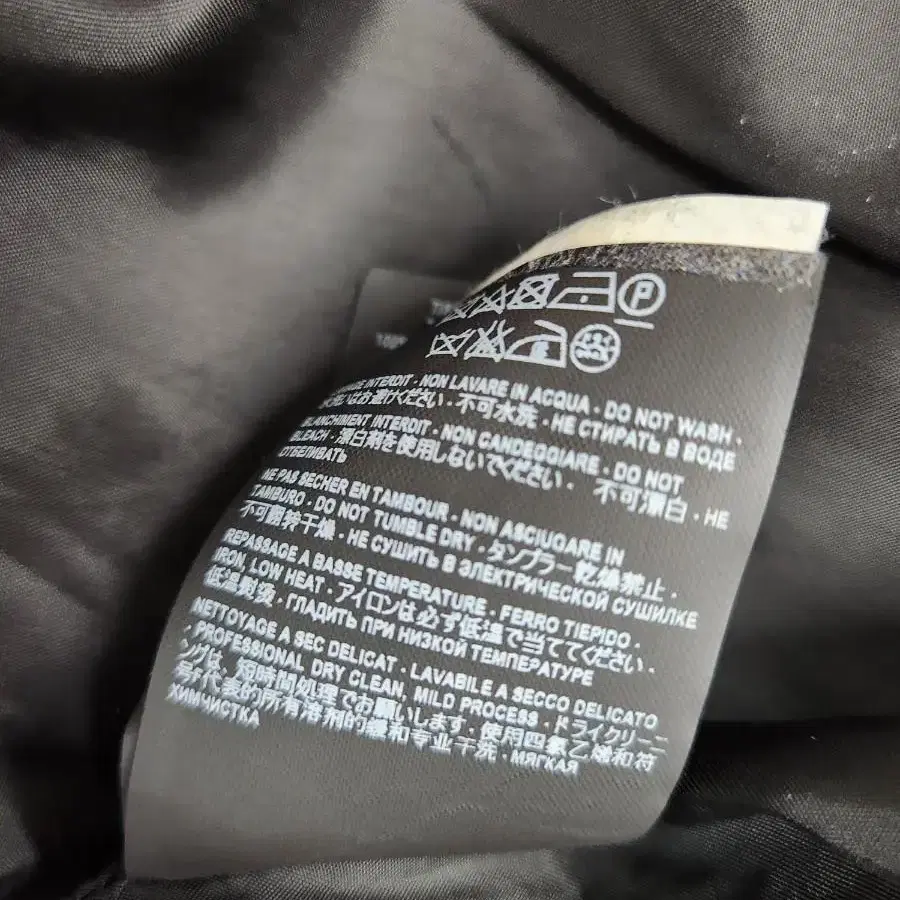 P
INTERDIT · NON LAVARE IN ACQUA · DO NOT WASH ·
お避けください · 不可水洗 · НЕ СТИРАТЬ В ВОДЕ
BLANCHIMENT INTERDIT · NON CANDEGGIARE · DO NOT
BLEACH · 漂白剤を使用しないでください · 不可漂白 · НЕ
ОТБЕЛИВАТЬ
NE PAS SECHER EN TAMBOUR · NON ASCIUGARE IN
TAMBURO · DO NOT TUMBLE DRY · タンブラー乾燥禁止 ·
不可翻滚干燥 · НЕ СУШИТЬ В ЭЛЕКТРИЧЕСКОЙ СУШИЛКЕ
REPASSAGE A BASSE TEMPERATURE · FERRO TIEPIDO ·
IRON, LOW HEAT · アイロンは必ず低温で当ててください ·
低温熨烫 · ГЛАДИТЬ ПРИ НИЗКОЙ ТЕМПЕРАТУРЕ
NETTOYAGE A SEC DELICAT · LAVABILE A SECCO DELICATO
· PROFESSIONAL DRY CLEAN, MILD PROCESS · ドライクリーニ
ングは、短時間処理でお願いします · 使用四氯乙烯和符
号F代表的所有溶剂的缓和专业干洗 · МЯГКАЯ
ХИМЧИСТКА